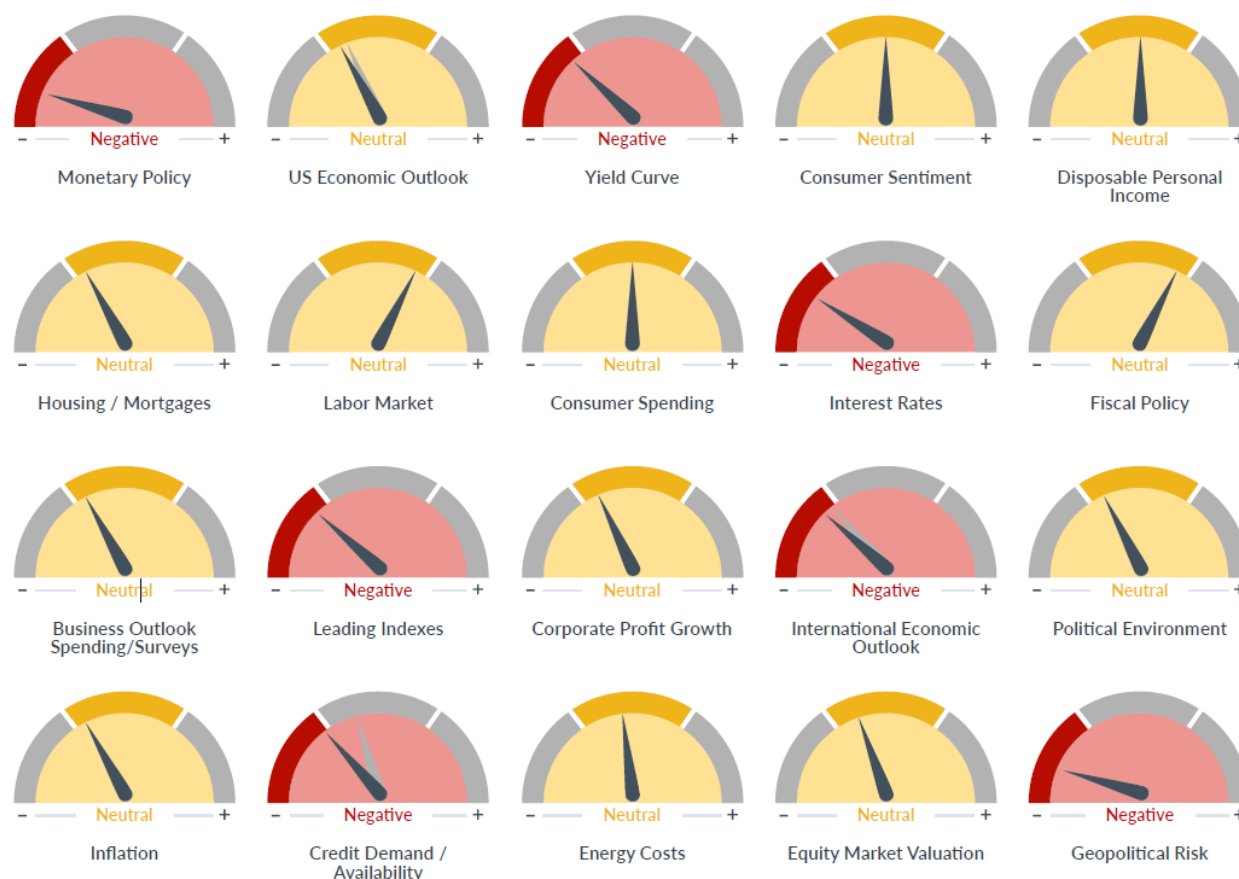 – Negative +
Monetary Policy
– Neutral +
US Economic Outlook
– Negative +
Yield Curve
– Neutral +
Consumer Sentiment
– Neutral +
Disposable Personal
Income
– Neutral +
Housing / Mortgages
– Neutral +
Labor Market
– Neutral +
Consumer Spending
– Negative +
Interest Rates
– Neutral +
Fiscal Policy
– Neutral +
Business Outlook
Spending/Surveys
– Negative +
Leading Indexes
– Neutral +
Corporate Profit Growth
– Negative +
International Economic
Outlook
– Neutral +
Political Environment
– Neutral +
Inflation
– Negative +
Credit Demand /
Availability
– Neutral +
Energy Costs
– Neutral +
Equity Market Valuation
– Negative +
Geopolitical Risk